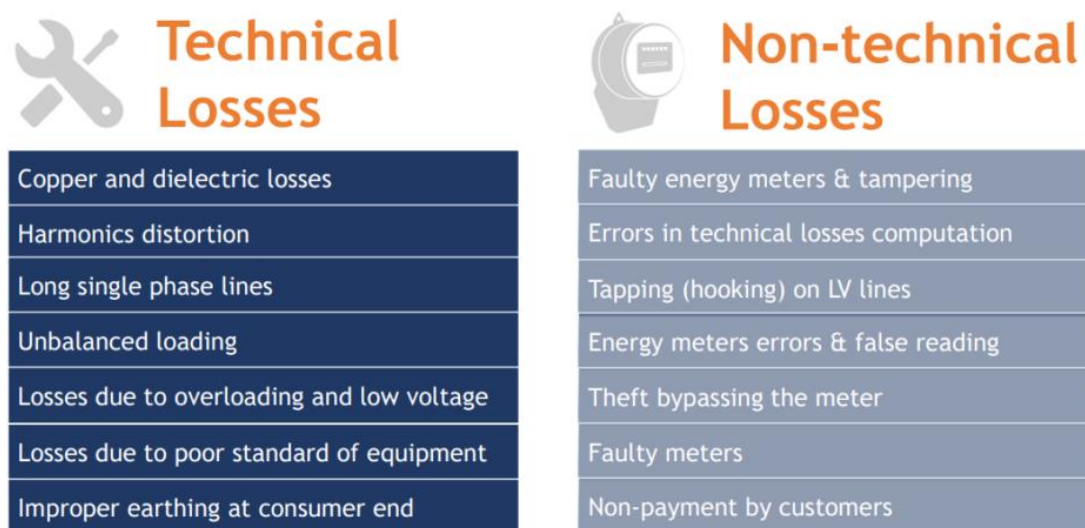 Technical
Losses
Copper and dielectric losses
Harmonics distortion
Long single phase lines
Unbalanced loading
Losses due to overloading and low voltage
Losses due to poor standard of equipment
Improper earthing at consumer end
Non-technical
Losses
Faulty energy meters & tampering
Errors in technical losses computation
Tapping (hooking) on LV lines
Energy meters errors & false reading
Theft bypassing the meter
Faulty meters
Non-payment by customers